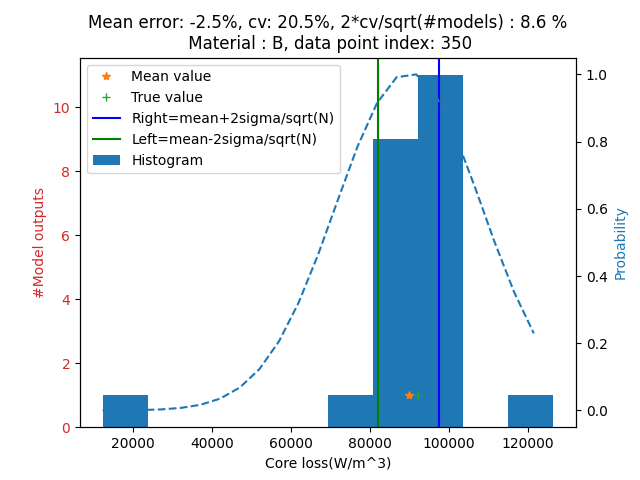 Mean error: -2.5%, cv: 20.5%, 2*cv/sqrt(#models) : 8.6 %
Material : B, data point index: 350
Mean value
True value
Right=mean+2sigma/sqrt(N)
Left=mean-2sigma/sqrt(N)
Histogram
#Model outputs
10
8
6
4
2
0
1.0
0.8
0.6
0.4
0.2
0.0
Probability
20000 40000 60000 80000 100000 120000
Core loss(W/m^3)